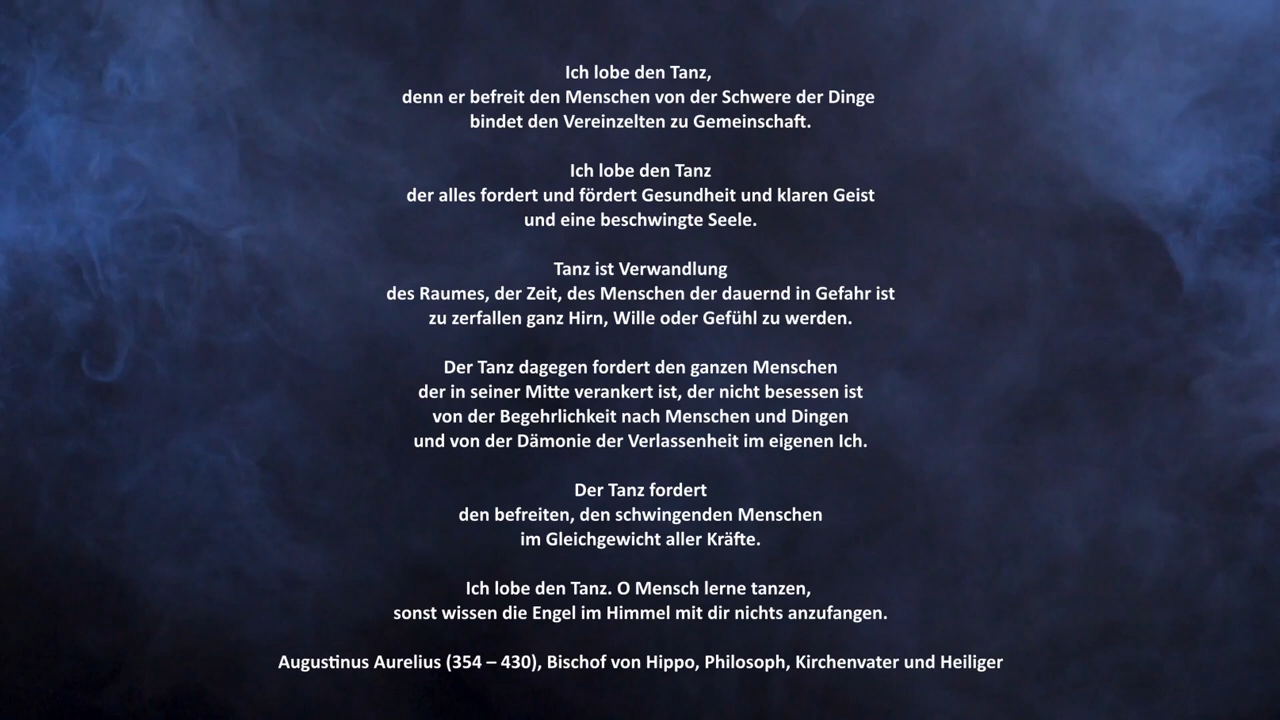 Ich lobe den Tanz,
denn er befreit den Menschen von der Schwere der Dinge
bindet den Vereinzelten zu Gemeinschaft.
Ich lobe den Tanz
der alles fordert und fördert Gesundheit und klaren Geist
und eine beschwingte Seele.
Tanz ist Verwandlung
des Raumes, der Zeit, des Menschen der dauernd in Gefahr ist
zu zerfallen ganz Hirn, Wille oder Gefühl zu werden.
Der Tanz dagegen fordert den ganzen Menschen
der in seiner Mitte verankert ist, der nicht besessen ist
von der Begehrlichkeit nach Menschen und Dingen
und von der Dämonie der Verlassenheit im eigenen Ich.
Der Tanz fordert
den befreiten, den schwingenden Menschen
im Gleichgewicht aller Kräfte.
Ich lobe den Tanz. O Mensch lerne tanzen,
sonst wissen die Engel im Himmel mit dir nichts anzufangen.
Augustinus Aurelius (354 – 430), Bischof von Hippo, Philosoph, Kirchenvater und Heiliger